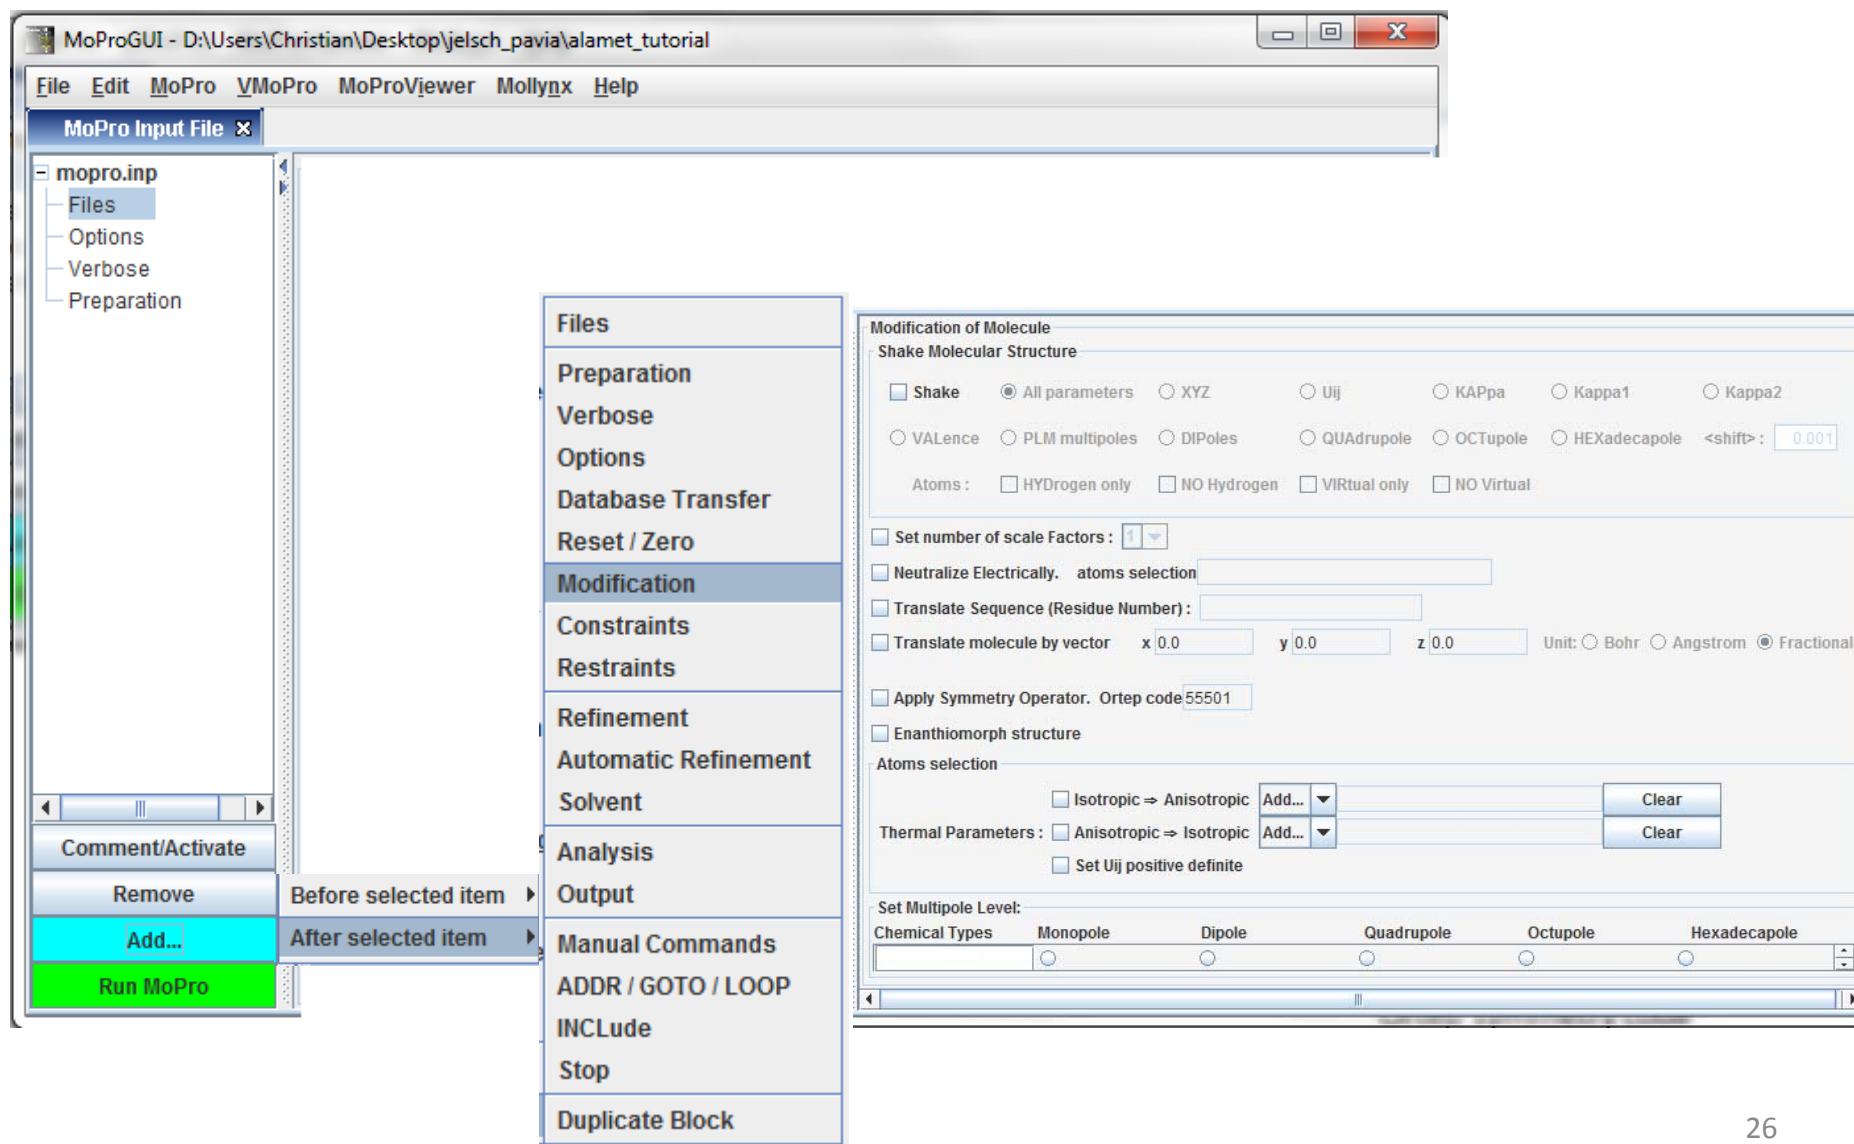 MoProGUI - D:\Users\Christian\Desktop\jelsch_pavia\alamet_tutorial
File Edit MoPro VMoPro MoProViewer Mollynx Help
MoPro Input File
mopro.inp
Files
Options
Verbose
Preparation
Comment/Activate
Remove
Add...
Run MoPro
Before selected item
After selected item
Files
Preparation
Verbose
Options
Database Transfer
Reset / Zero
Modification
Constraints
Restraints
Refinement
Automatic Refinement
Solvent
Analysis
Output
Manual Commands
ADDR / GOTO / LOOP
INCLude
Stop
Duplicate Block
Modification of Molecule
Shake Molecular Structure
Shake All parameters XYZ Uij KAPpa Kappa1 Kappa2
VALence PLM multipoles DIPoles QUAdrupole OCTupole HEXadecapole <shift> : 0.001
Atoms : HYDrogen only NO Hydrogen VIRtual only NO Virtual
Set number of scale Factors : 1
Neutralize Electrically. atoms selection
Translate Sequence (Residue Number) :
Translate molecule by vector x 0.0 y 0.0 z 0.0 Unit: Bohr Angstrom Fractional
Apply Symmetry Operator. Ortep code 55501
Enanthiomorph structure
Atoms selection
Isotropic ⇒ Anisotropic Add... Clear
Thermal Parameters : Anisotropic ⇒ Isotropic Add... Clear
Set Uij positive definite
Set Multipole Level:
Chemical Types Monopole Dipole Quadrupole Octupole Hexadecapole
26